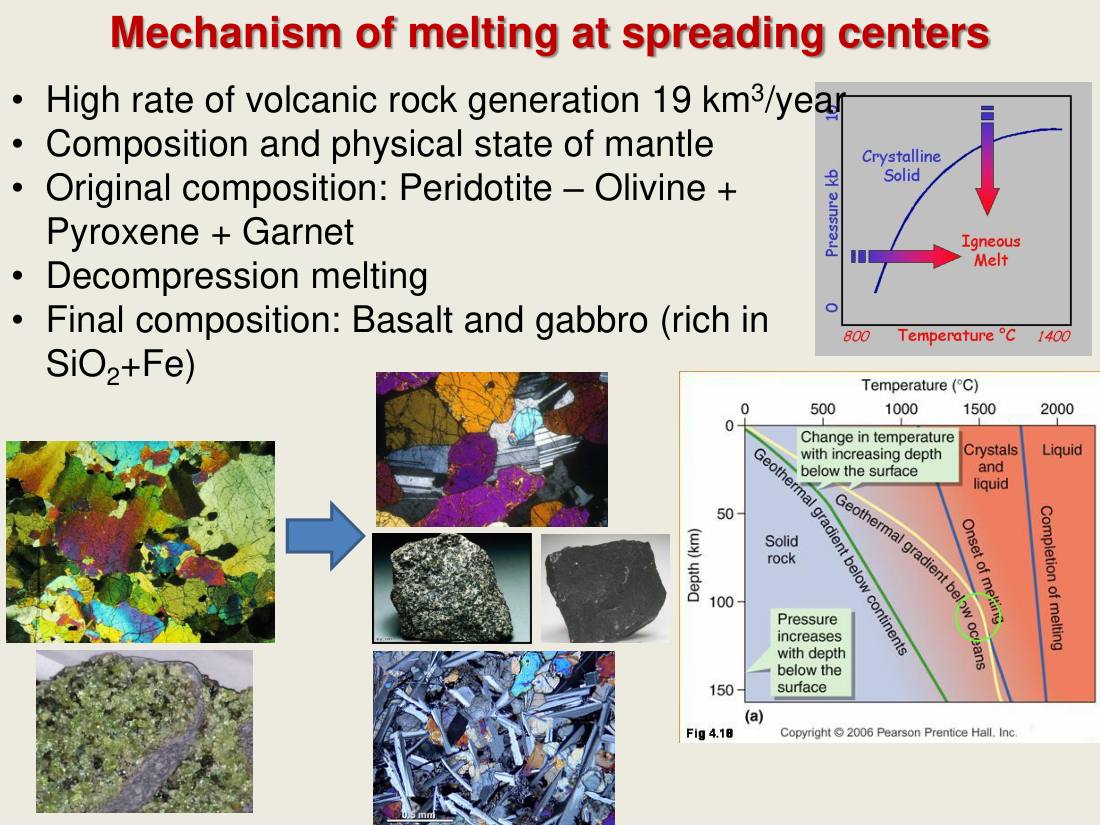 Mechanism of melting at spreading centers
• High rate of volcanic rock generation 19 km³/year
• Composition and physical state of mantle
• Original composition: Peridotite – Olivine +
Pyroxene + Garnet
• Decompression melting
• Final composition: Basalt and gabbro (rich in
SiO₂+Fe)
10
Pressure kb
0
Crystalline
Solid
Igneous
Melt
800 Temperature °C 1400
Temperature (°C)
0 500 1000 1500 2000
0
50
100
150
Depth (km)
Change in temperature
with increasing depth
below the surface
Crystals
and
liquid
Liquid
Geothermal gradient below continents
Geothermal gradient below oceans
Onset of melting
Completion of melting
Solid
rock
Pressure
increases
with depth
below the
surface
(a)
Copyright © 2006 Pearson Prentice Hall, Inc.
0.5 mm